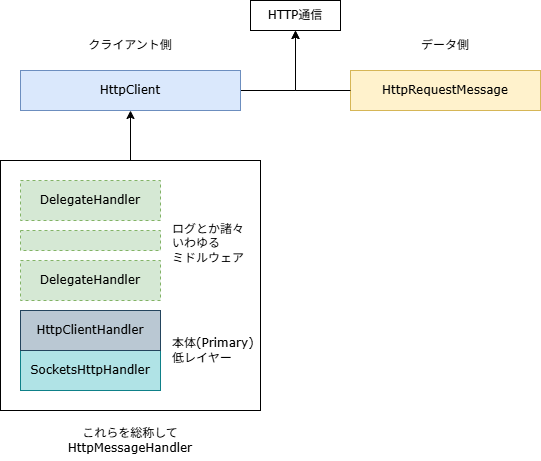 HTTP通信
クライアント側
データ側
HttpClient
HttpRequestMessage
DelegateHandler
ログとか諸々
いわゆる
ミドルウェア
DelegateHandler
HttpClientHandler
本体(Primary)
低レイヤー
SocketsHttpHandler
これらを総称して
HttpMessageHandler